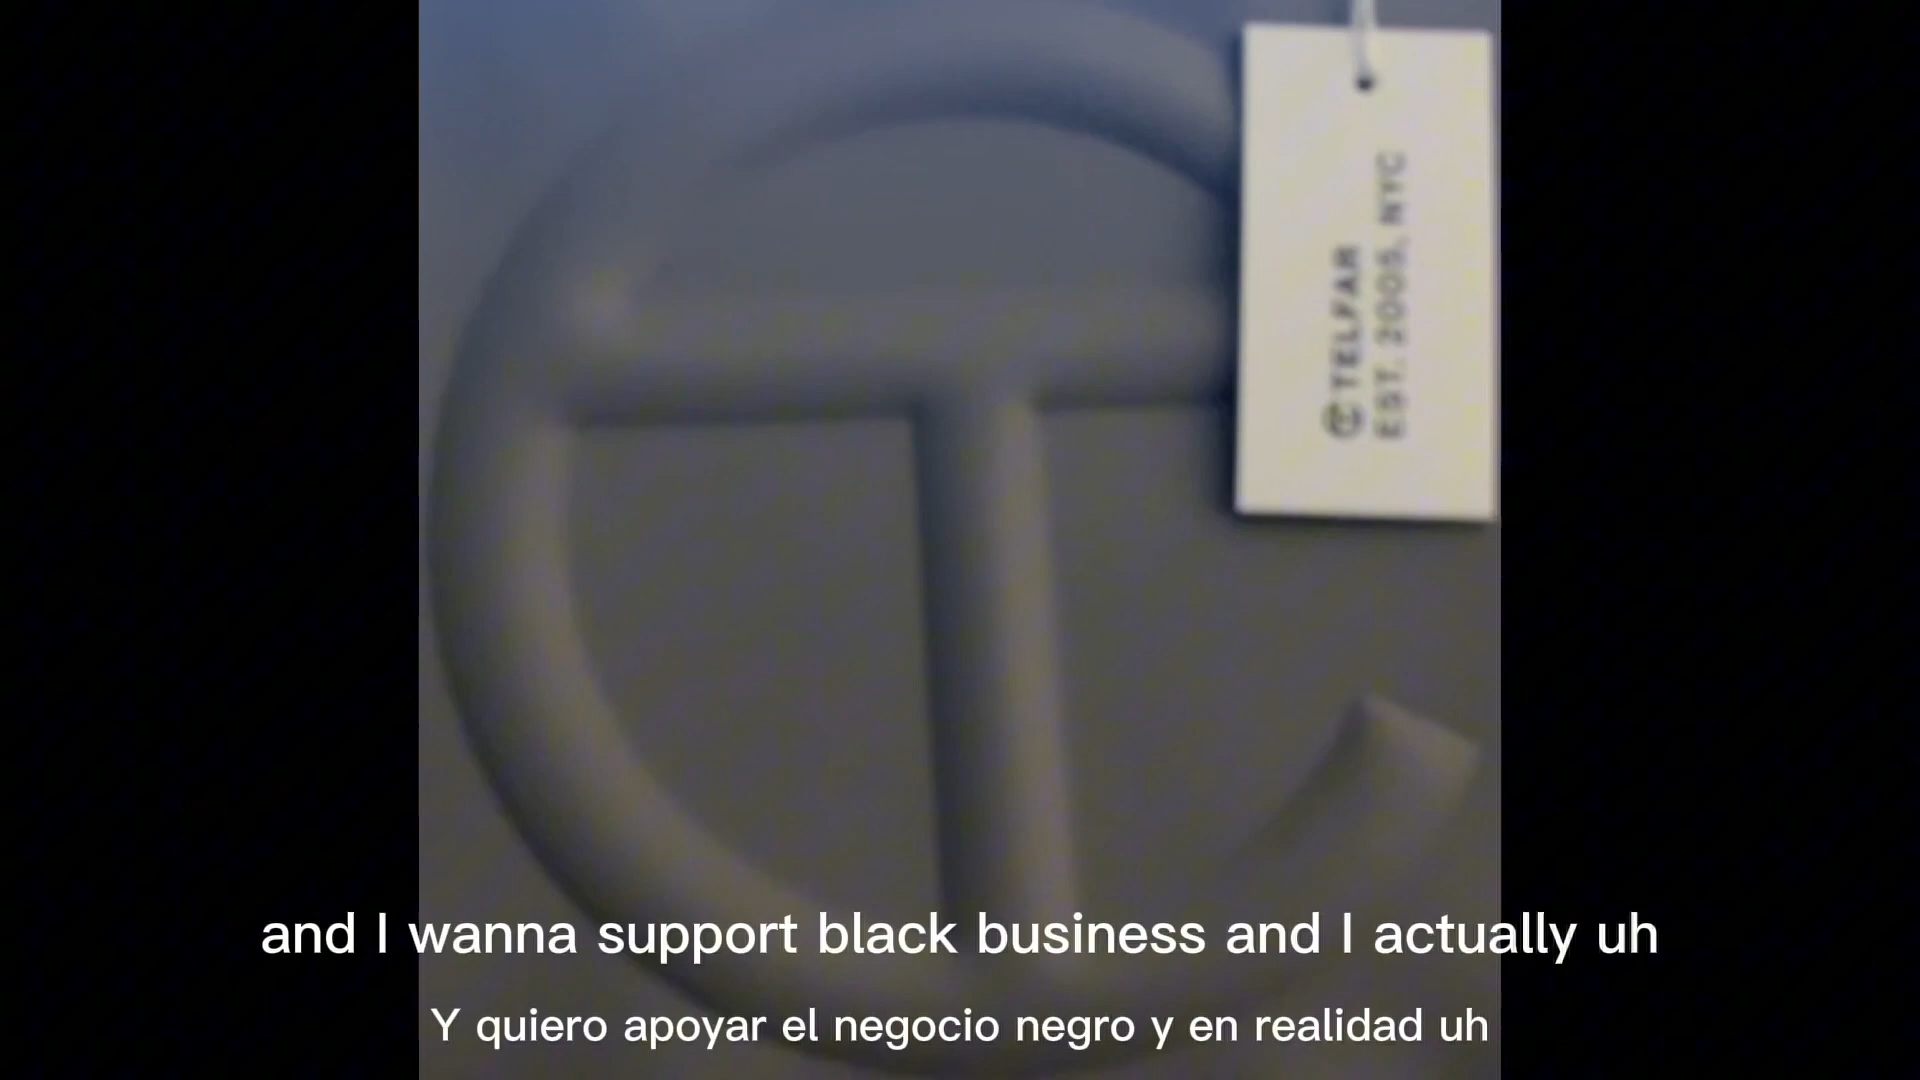 TELFAR
EST. 2005, NYC
and I wanna support black business and I actually uh
Y quiero apoyar el negocio negro y en realidad uh